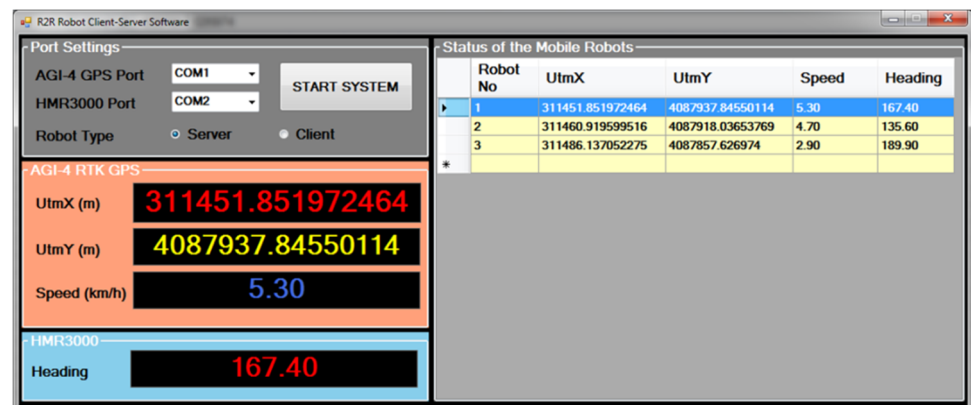 R2R Robot Client-Server Software
Port Settings
AGI-4 GPS Port COM1
HMR3000 Port COM2
START SYSTEM
Robot Type Server Client
AGI-4 RTK GPS
UtmX (m) 311451.851972464
UtmY (m) 4087937.84550114
Speed (km/h) 5.30
HMR3000
Heading 167.40
Status of the Mobile Robots
Robot No UtmX UtmY Speed Heading
1 311451.851972464 4087937.84550114 5.30 167.40
2 311460.919599516 4087918.03653769 4.70 135.60
3 311486.137052275 4087857.626974 2.90 189.90
*